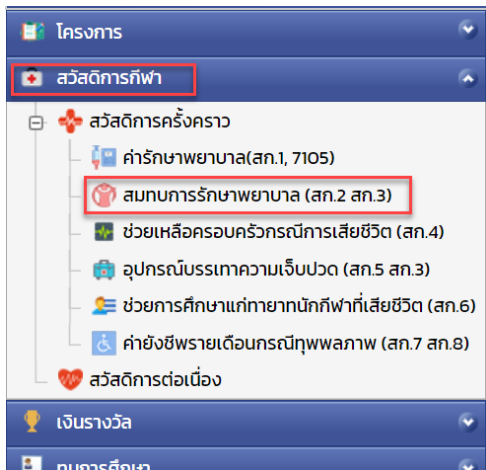 โครงการ
สวัสดิการกีฬา
สวัสดิการครั้งคราว
ค่ารักษาพยาบาล(สก.1, 7105)
สมทบการรักษาพยาบาล (สก.2 สก.3)
ช่วยเหลือครอบครัวกรณีการเสียชีวิต (สก.4)
อุปกรณ์บรรเทาความเจ็บปวด (สก.5 สก.3)
ช่วยการศึกษาแก่ทายาทนักกีฬาที่เสียชีวิต (สก.6)
ค่ายังชีพรายเดือนกรณีทุพพลภาพ (สก.7 สก.8)
สวัสดิการต่อเนื่อง
เงินรางวัล
ทุนการศึกษา